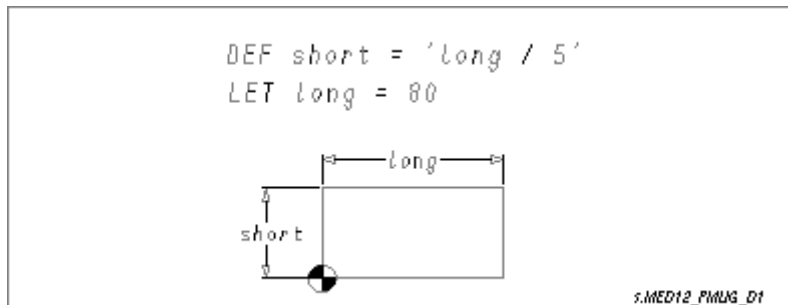 DEF short = 'long / 5'
LET long = 80
long
short
s.MED12_PMUG_D1